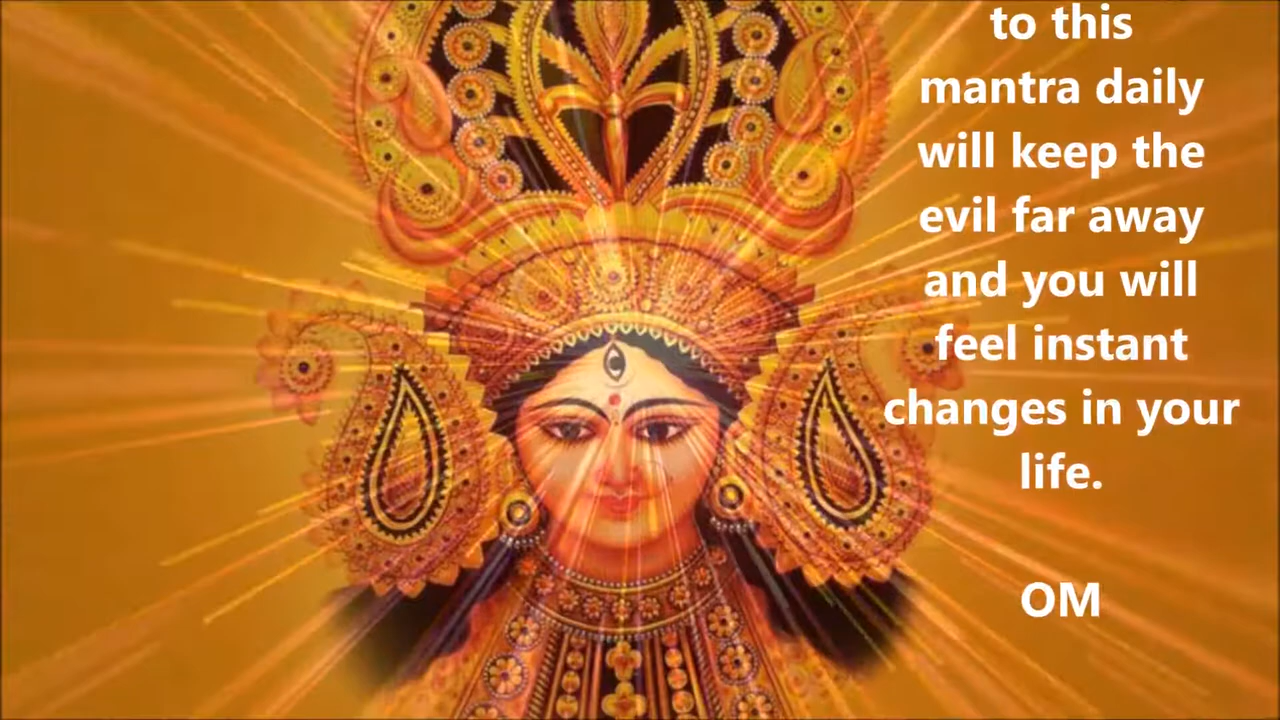 to this
mantra daily
will keep the
evil far away
and you will
feel instant
changes in your
life.
OM